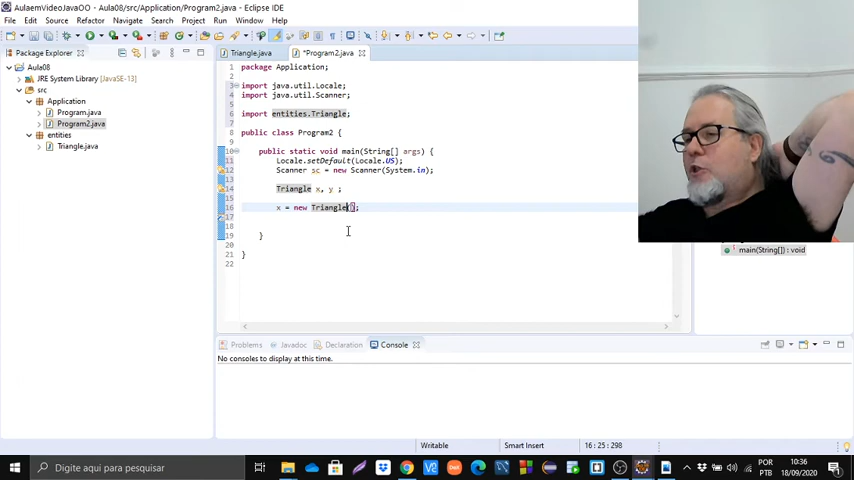 AulaemVideoJavaOO - Aula08/src/Application/Program2.java - Eclipse IDE
File Edit Source Refactor Navigate Search Project Run Window Help
Package Explorer
Triangle.java
*Program2.java
Aula08
JRE System Library [JavaSE-13]
src
Application
Program.java
Program2.java
entities
Triangle.java
1 package Application;
2
3 import java.util.Locale;
4 import java.util.Scanner;
5
6 import entities.Triangle;
7
8 public class Program2 {
9
10 public static void main(String[] args) {
11 Locale.setDefault(Locale.US);
12 Scanner sc = new Scanner(System.in);
13
14 Triangle x, y ;
15
16 x = new Triangle();
17
18
19 }
20
21 }
22
main(String[]) : void
Problems Javadoc Declaration Console
No consoles to display at this time.
Writable Smart Insert 16 : 25 : 298
Digite aqui para pesquisar
POR
PTB
10:36
18/09/2020